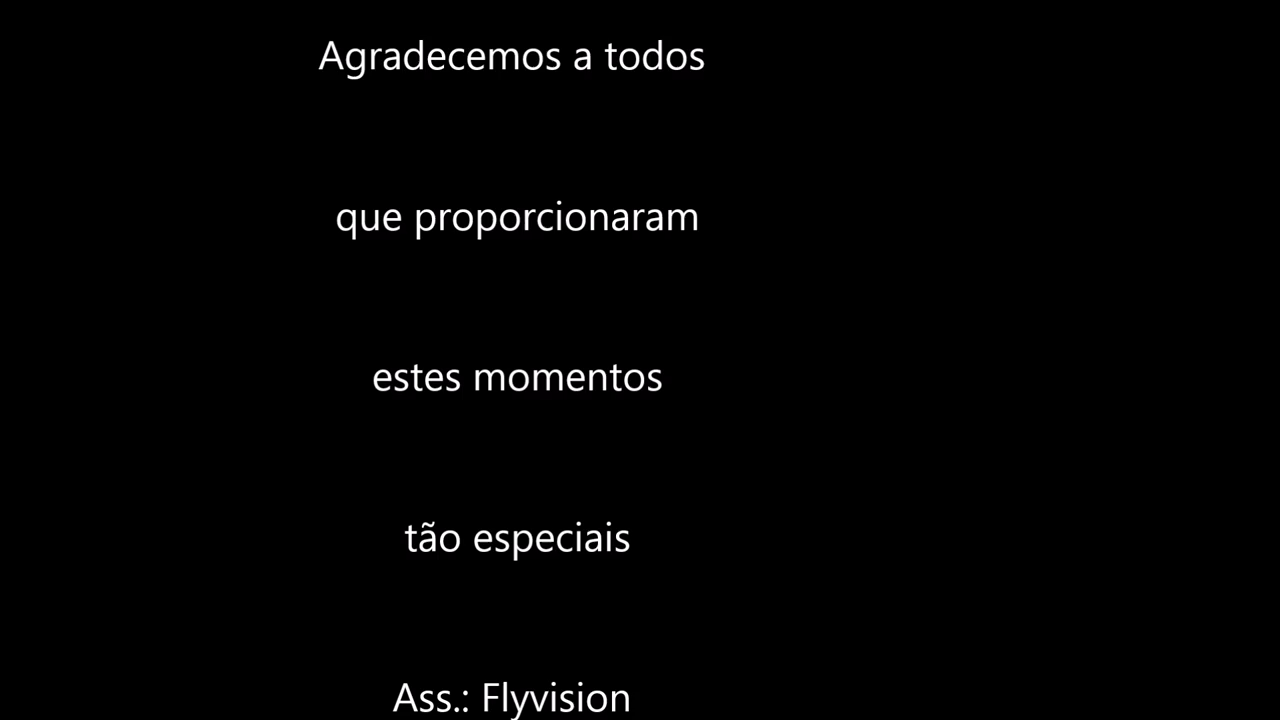 Agradecemos a todos
que proporcionaram
estes momentos
tão especiais
Ass.: Flyvision